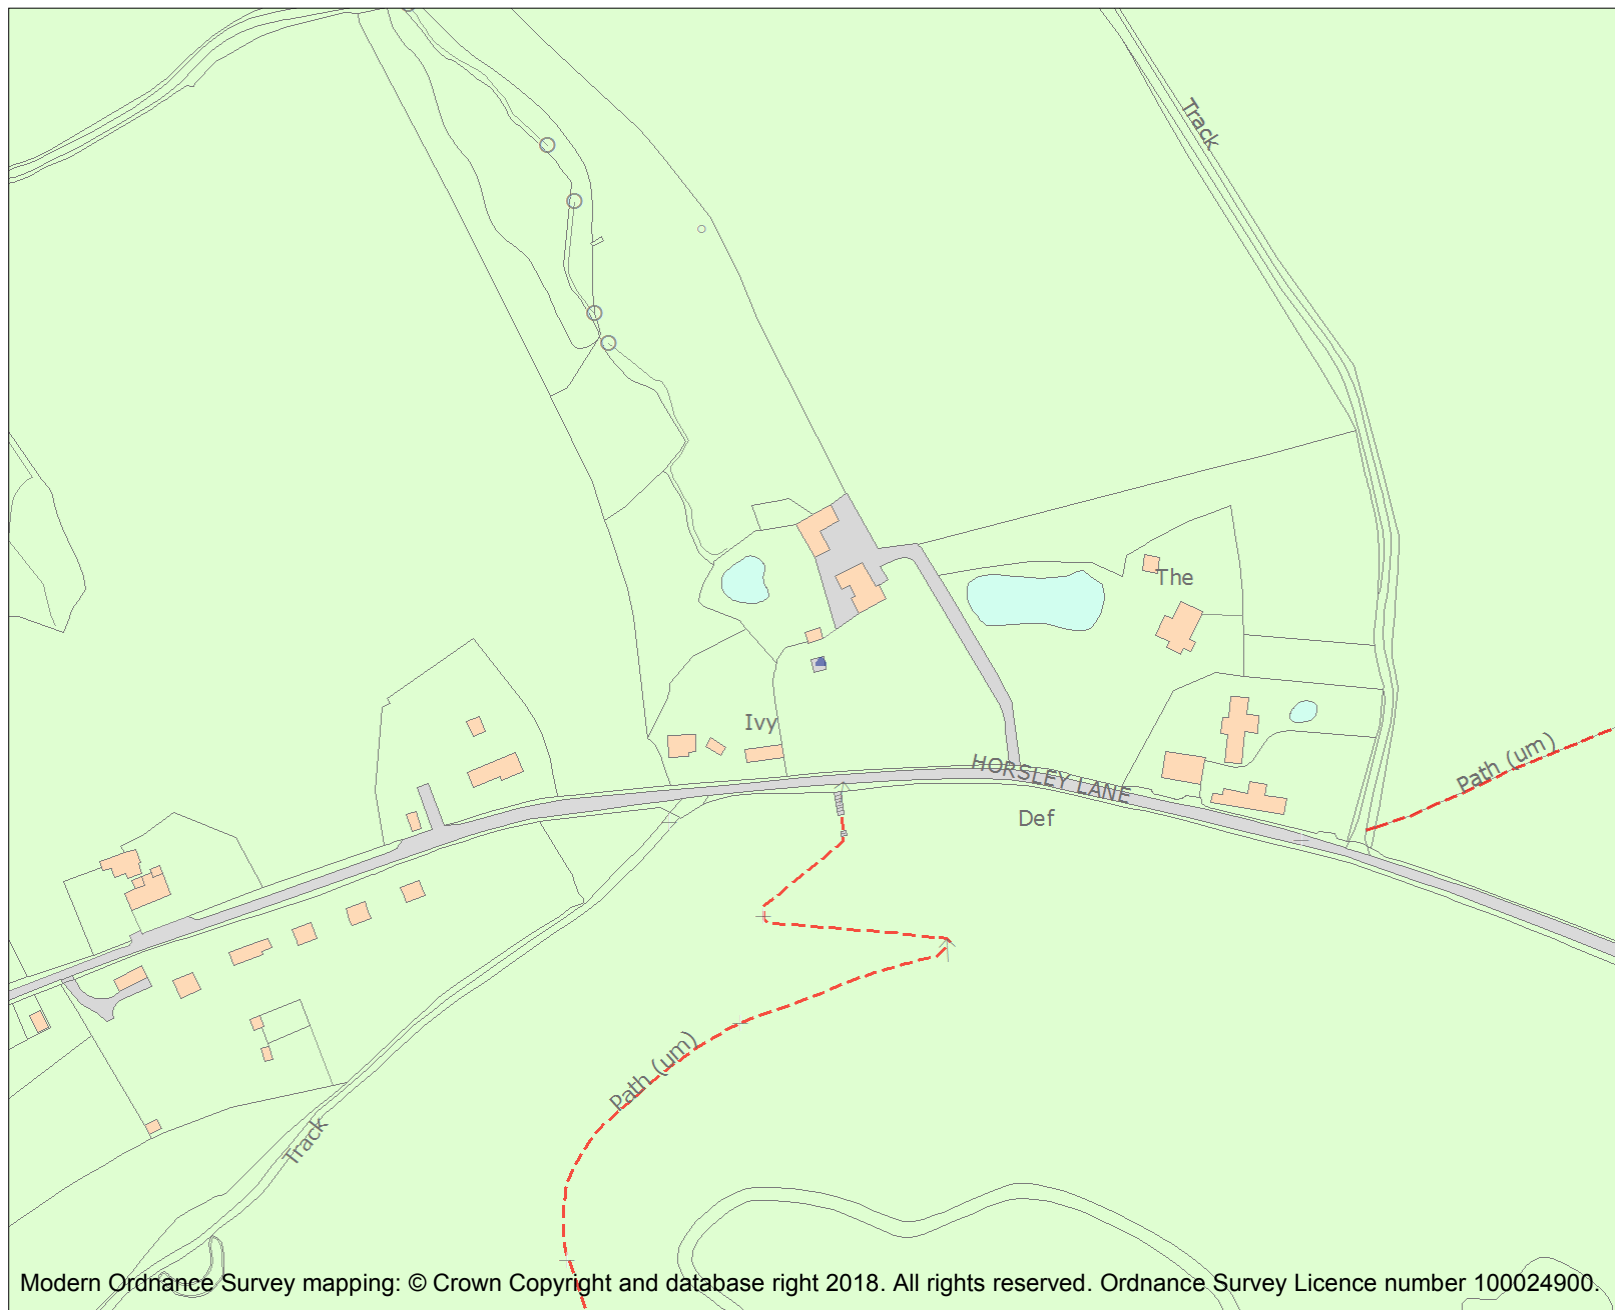 Track
The
Ivy
HORSLEY LANE
Path (um)
Def
Path (um)
Track
Modern Ordnance Survey mapping: © Crown Copyright and database right 2018. All rights reserved. Ordnance Survey Licence number 100024900.